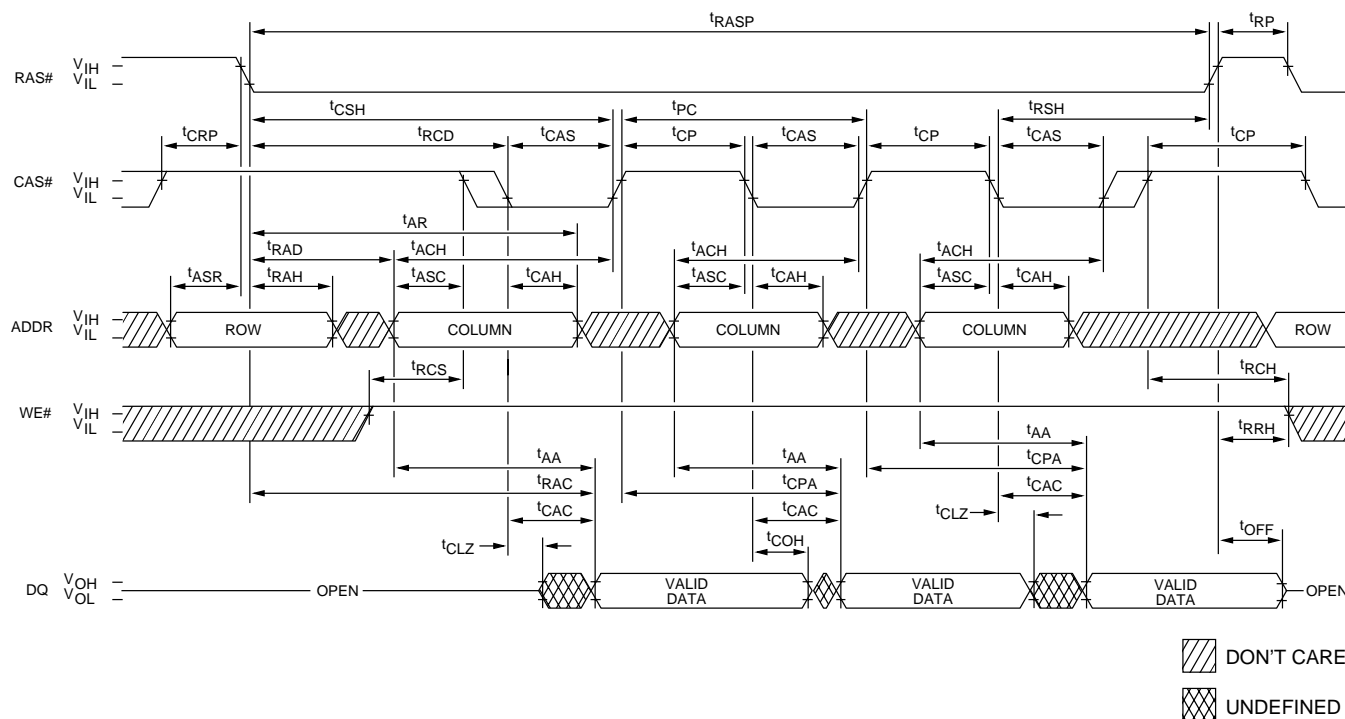 tRASP tRP
RAS# VIH
VIL
tCSH tPC tRSH
tCRP tRCD tCAS tCP tCAS tCP tCAS tCP
CAS# VIH
VIL
tAR
tRAD tACH tACH tACH
tASR tRAH tASC tCAH tASC tCAH tASC tCAH
ADDR VIH
VIL
ROW COLUMN COLUMN COLUMN ROW
tRCS tRCH
WE# VIH
VIL
tRRH
tAA tAA tAA
tRAC tCPA tCPA
tCAC tCAC tCAC
tCLZ tCOH tCLZ tOFF
DQ VOH
VOL
OPEN VALID DATA VALID DATA VALID DATA OPEN
DON'T CARE
UNDEFINED